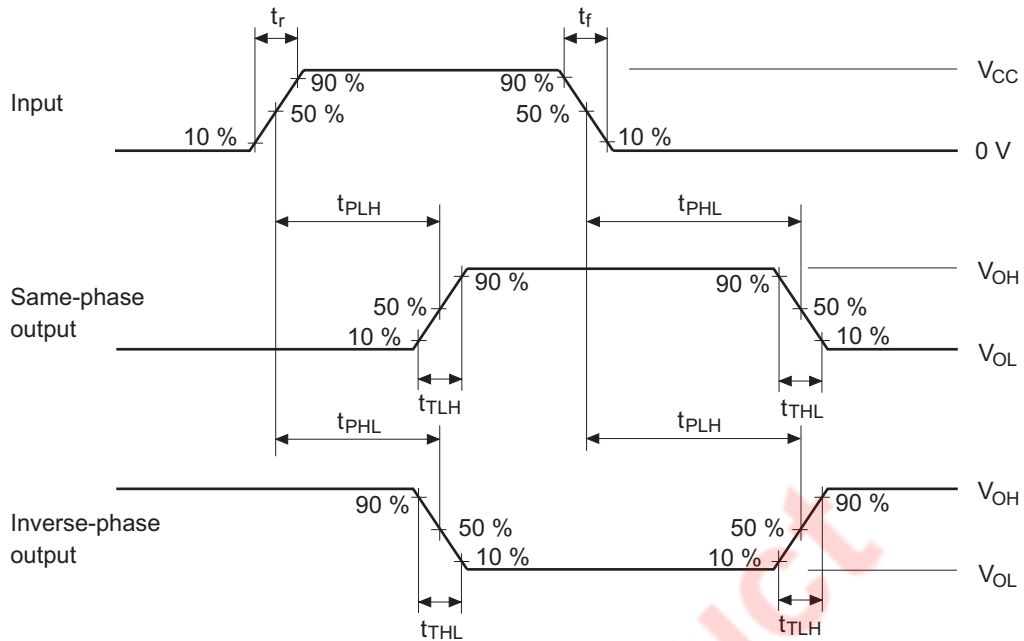 tr
tf
90 %
90 %
VCC
Input
50 %
50 %
10 %
10 %
0 V
tPLH
tPHL
90 %
90 %
VOH
Same-phase
output
50 %
50 %
10 %
10 %
VOL
tTLH
tTHL
tPHL
tPLH
90 %
90 %
VOH
Inverse-phase
output
50 %
50 %
10 %
10 %
VOL
tTHL
tTLH